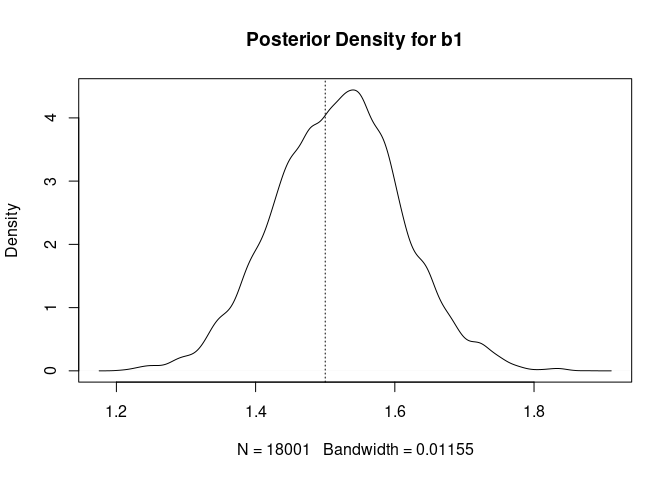 Posterior Density for b1
Density
4
3
2
1
0
1.2 1.4 1.6 1.8
N = 18001 Bandwidth = 0.01155